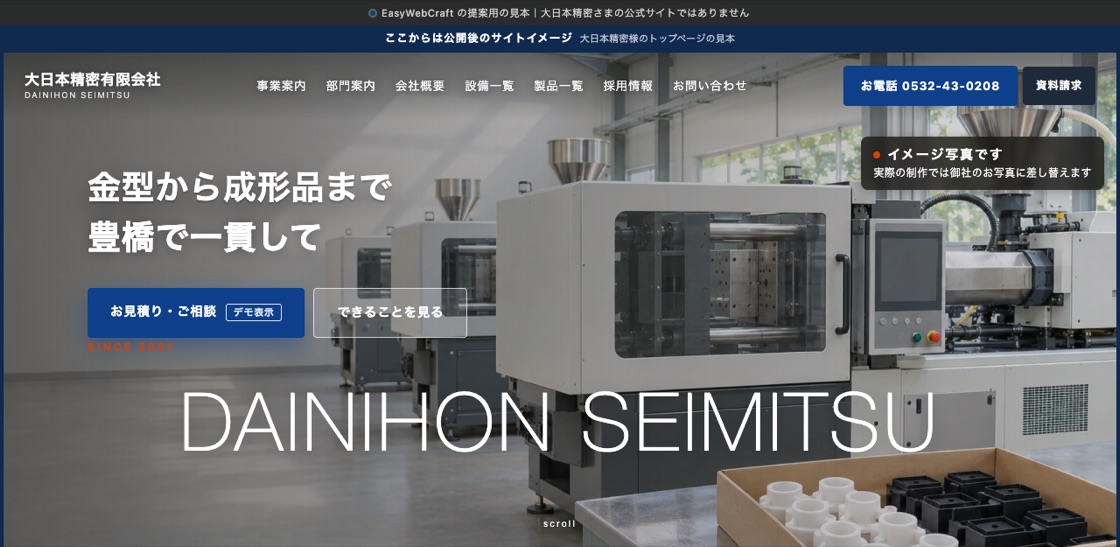 EasyWebCraft の提案用の見本｜大日本精密さまの公式サイトではありません
ここからは公開後のサイトイメージ 大日本精密様のトップページの見本
大日本精密有限会社
DAINIHON SEIMITSU
事業案内 部門案内 会社概要 設備一覧 製品一覧 採用情報 お問い合わせ
お電話 0532-43-0208
資料請求
イメージ写真です
実際の制作では御社のお写真に差し替えます
金型から成形品まで
豊橋で一貫して
お見積り・ご相談 デモ表示
できることを見る
DAINIHON SEIMITSU
scroll